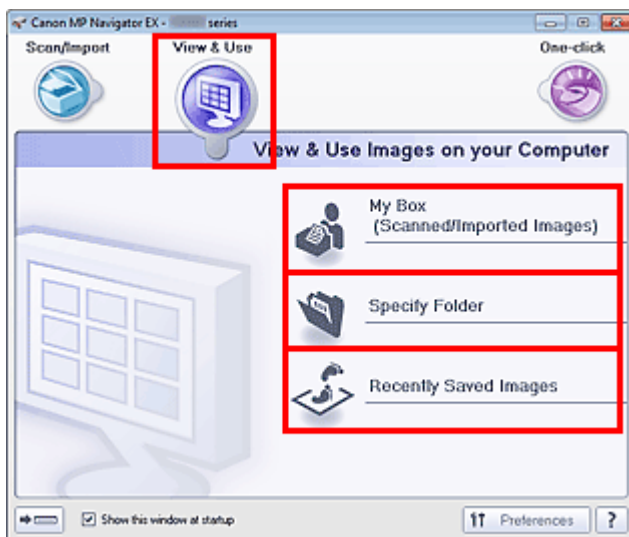 Canon MP Navigator EX - series
Scan/Import
View & Use
One-click
View & Use Images on your Computer
My Box
(Scanned/Imported Images)
Specify Folder
Recently Saved Images
Show this window at startup
Preferences
?